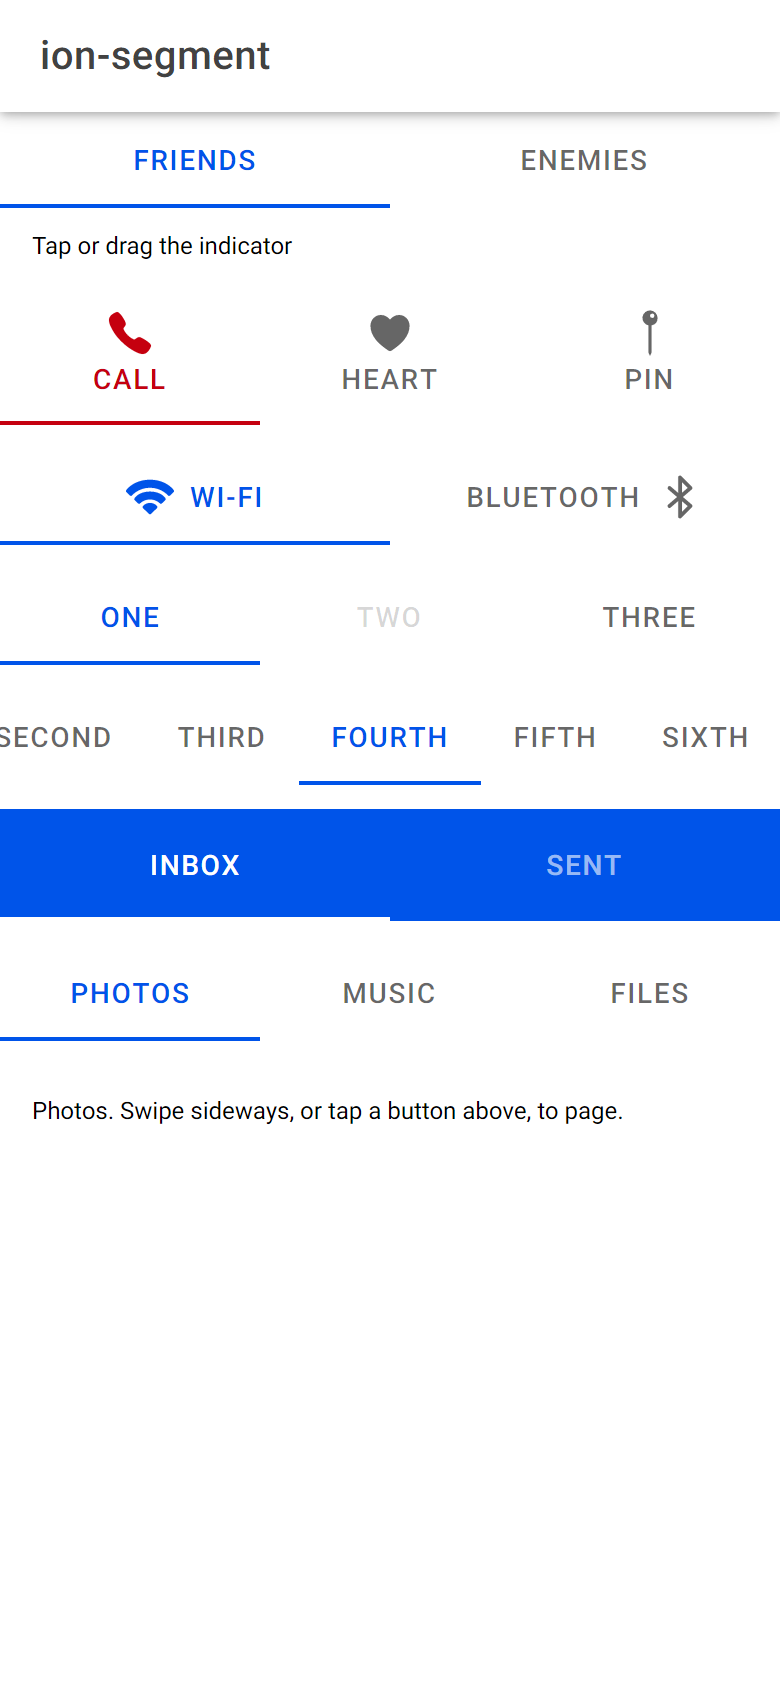 ion-segment
FRIENDS ENEMIES
Tap or drag the indicator
CALL HEART PIN
WI-FI BLUETOOTH
ONE TWO THREE
SECOND THIRD FOURTH FIFTH SIXTH
INBOX SENT
PHOTOS MUSIC FILES
Photos. Swipe sideways, or tap a button above, to page.